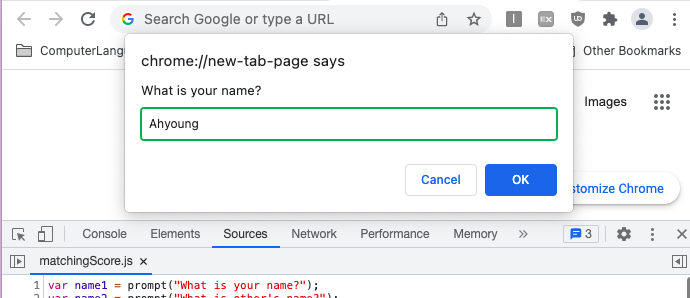 Search Google or type a URL
ComputerLang
Other Bookmarks
chrome://new-tab-page says
What is your name?
Ahyoung
Cancel
OK
Images
stomize Chrome
Console Elements Sources Network Performance Memory » 3
matchingScore.js ×
1 var name1 = prompt("What is your name?");
2 var name2 = prompt("What is other's name?");